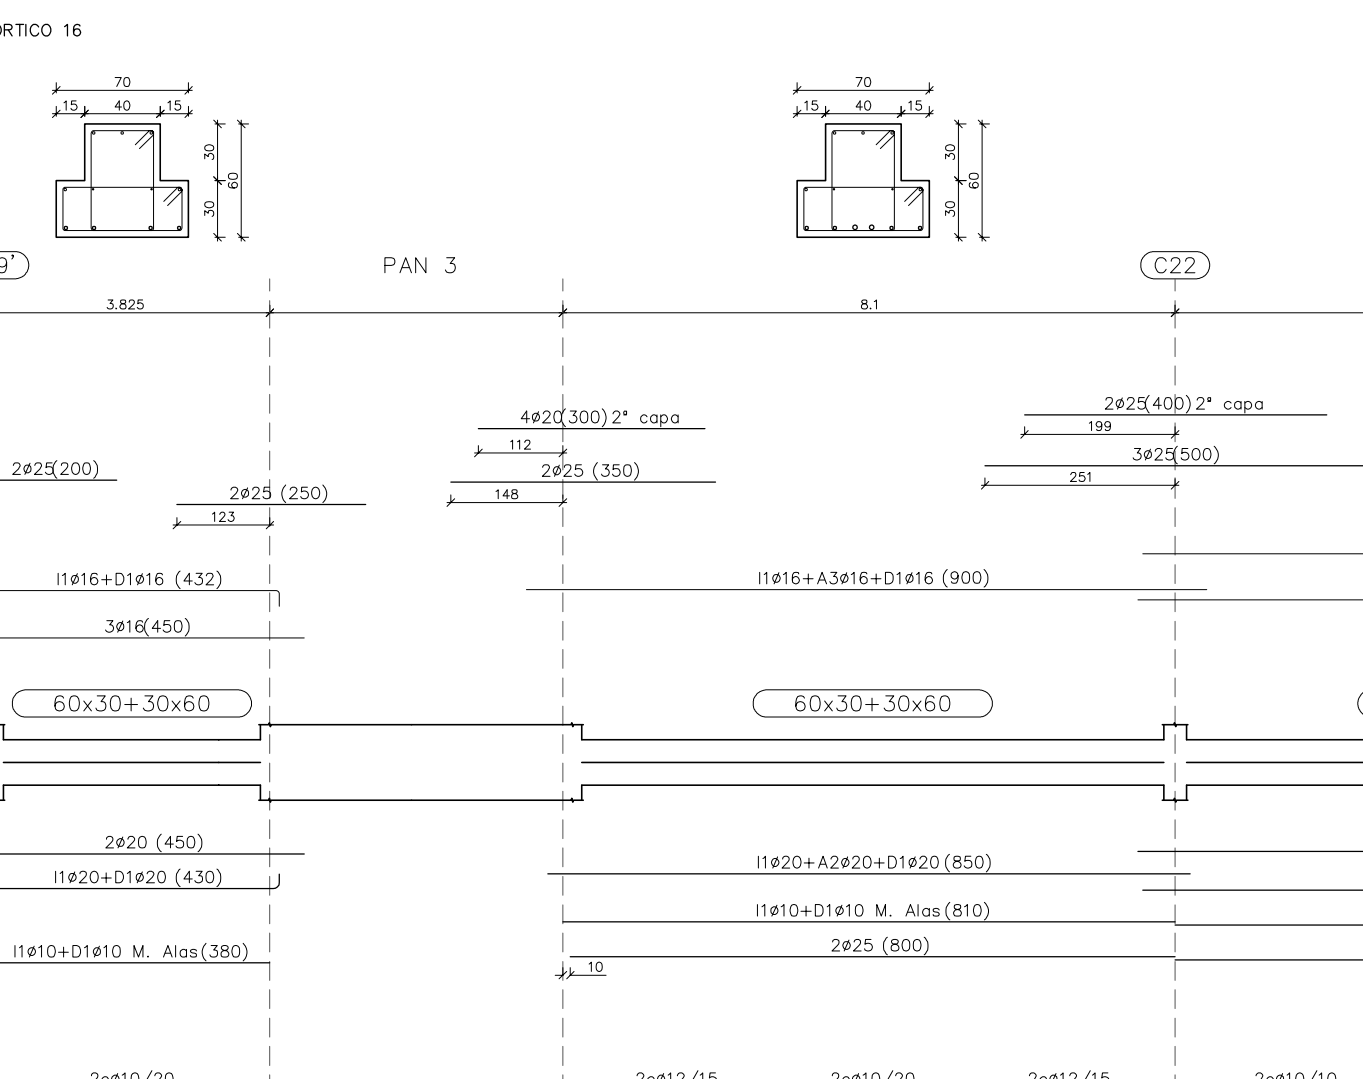 ORTICO 16
70
15 40 15
30
60
30
70
15 40 15
30
60
30
9'
PAN 3
C22
3.825
8.1
2ø25(400) 2ª capa
199
4ø20(300) 2ª capa
112
3ø25(500)
251
2ø25(200)
2ø25 (350)
148
2ø25 (250)
123
I1ø16+D1ø16 (432)
I1ø16+A3ø16+D1ø16 (900)
3ø16(450)
60x30+30x60
60x30+30x60
2ø20 (450)
I1ø20+A2ø20+D1ø20 (850)
I1ø20+D1ø20 (430)
I1ø10+D1ø10 M. Alas (810)
2ø25 (800)
I1ø10+D1ø10 M. Alas(380)
10